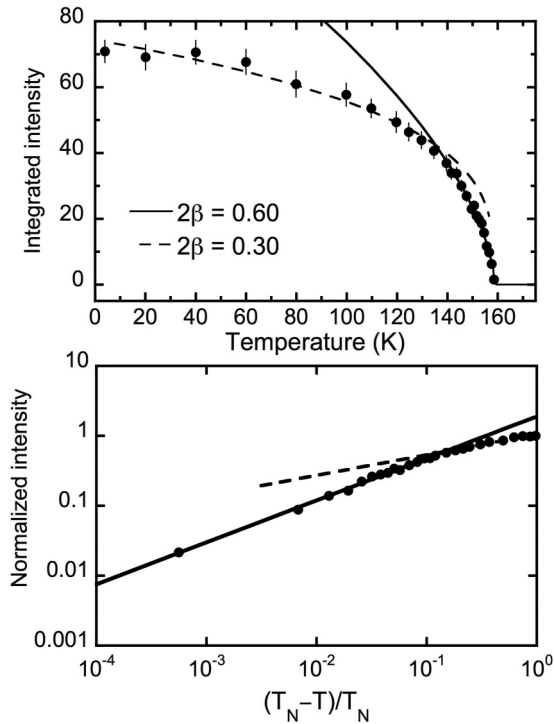 80
60
40
20
0
Integrated intensity
2β = 0.60
2β = 0.30
0 20 40 60 80 100 120 140 160
Temperature (K)
10
1
0.1
0.01
0.001
Normalized intensity
10⁻⁴ 10⁻³ 10⁻² 10⁻¹ 10⁰
(T_N−T)/T_N